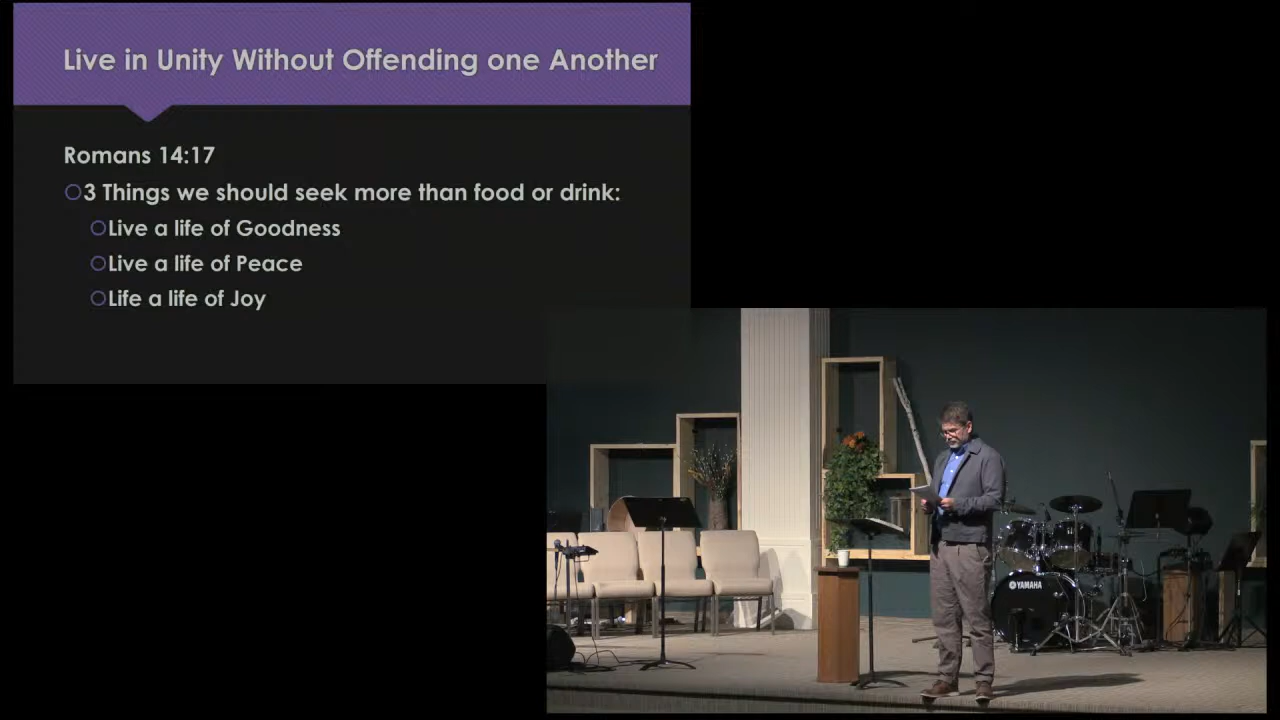 Live in Unity Without Offending one Another
Romans 14:17
3 Things we should seek more than food or drink:
Live a life of Goodness
Live a life of Peace
Life a life of Joy
YAMAHA